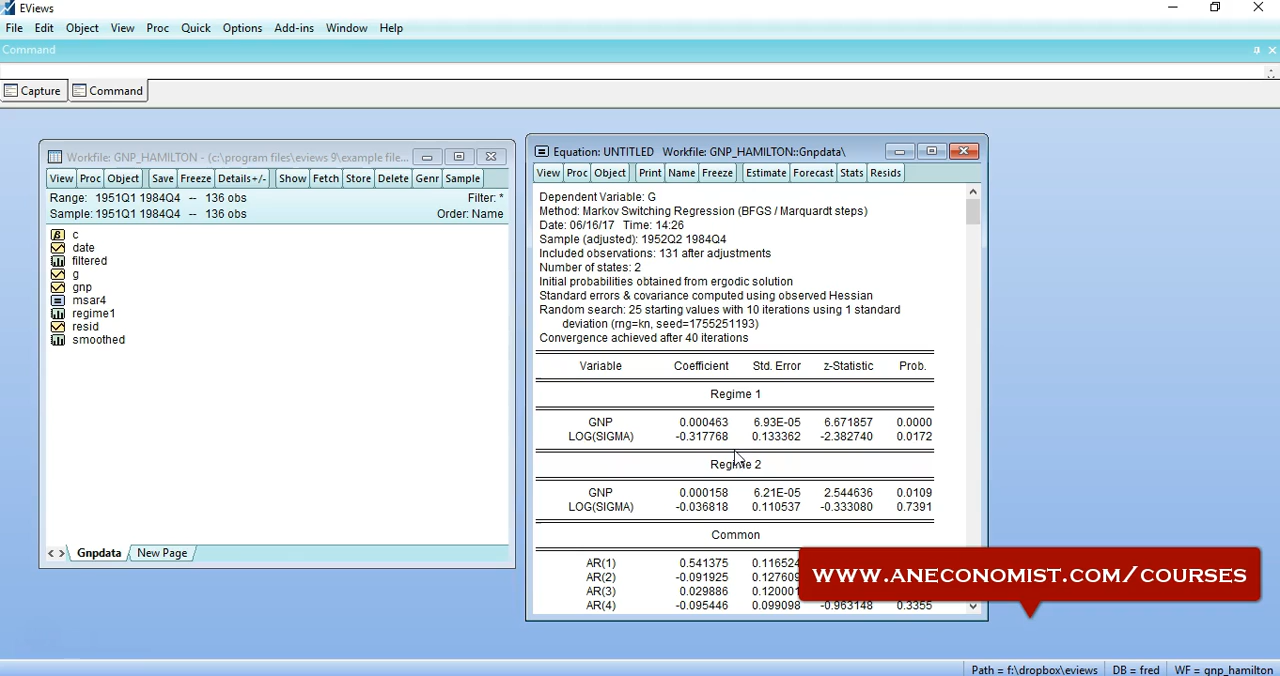 EViews
File Edit Object View Proc Quick Options Add-ins Window Help
Command
Capture Command
Workfile: GNP_HAMILTON - (c:\program files\eviews 9\example file...
View Proc Object Save Freeze Details+/- Show Fetch Store Delete Genr Sample
Range: 1951Q1 1984Q4 -- 136 obs Filter: *
Sample: 1951Q1 1984Q4 -- 136 obs Order: Name
c
date
filtered
g
gnp
msar4
regime1
resid
smoothed
Gnpdata New Page
Equation: UNTITLED Workfile: GNP_HAMILTON::Gnpdata\
View Proc Object Print Name Freeze Estimate Forecast Stats Resids
Dependent Variable: G
Method: Markov Switching Regression (BFGS / Marquardt steps)
Date: 06/16/17 Time: 14:26
Sample (adjusted): 1952Q2 1984Q4
Included observations: 131 after adjustments
Number of states: 2
Initial probabilities obtained from ergodic solution
Standard errors & covariance computed using observed Hessian
Random search: 25 starting values with 10 iterations using 1 standard
deviation (rng=kn, seed=1755251193)
Convergence achieved after 40 iterations
Variable Coefficient Std. Error z-Statistic Prob.
Regime 1
GNP 0.000463 6.93E-05 6.671857 0.0000
LOG(SIGMA) -0.317768 0.133362 -2.382740 0.0172
Regime 2
GNP 0.000158 6.21E-05 2.544636 0.0109
LOG(SIGMA) -0.036818 0.110537 -0.333080 0.7391
Common
AR(1) 0.541375 0.116524
AR(2) -0.091925 0.127609
AR(3) 0.029886 0.120001
AR(4) -0.095446 0.099098 -0.963148 0.3355
WWW.ANECONOMIST.COM/COURSES
Path = f:\dropbox\eviews DB = fred WF = gnp_hamilton